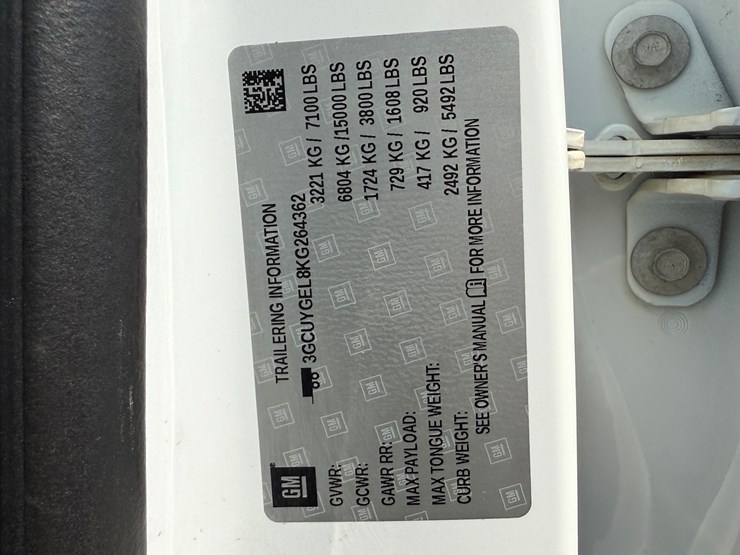 GM
TRAILERING INFORMATION
3GCUYGEL8KG264362
GVWR: 3221 KG / 7100 LBS
GCWR: 6804 KG /15000 LBS
GAWR RR: 1724 KG / 3800 LBS
MAX PAYLOAD: 729 KG / 1608 LBS
MAX TONGUE WEIGHT: 417 KG / 920 LBS
CURB WEIGHT: 2492 KG / 5492 LBS
SEE OWNER'S MANUAL FOR MORE INFORMATION